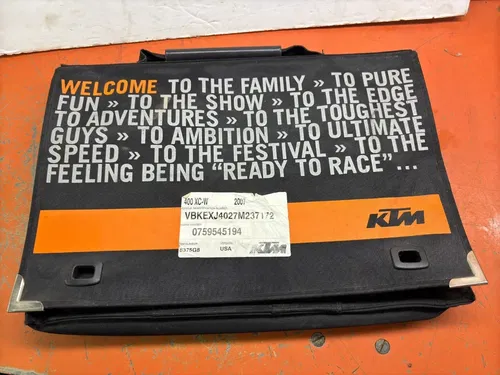 WELCOME TO THE FAMILY » TO PURE
FUN » TO THE SHOW » TO THE EDGE
TO ADVENTURES » TO THE TOUGHEST
GUYS » TO AMBITION » TO ULTIMATE
SPEED » TO THE FESTIVAL » TO THE
FEELING BEING "READY TO RACE" ...
400 XC-W 2007
VBKEXJ4027M237172
0759545194
USA
KTM
KTM